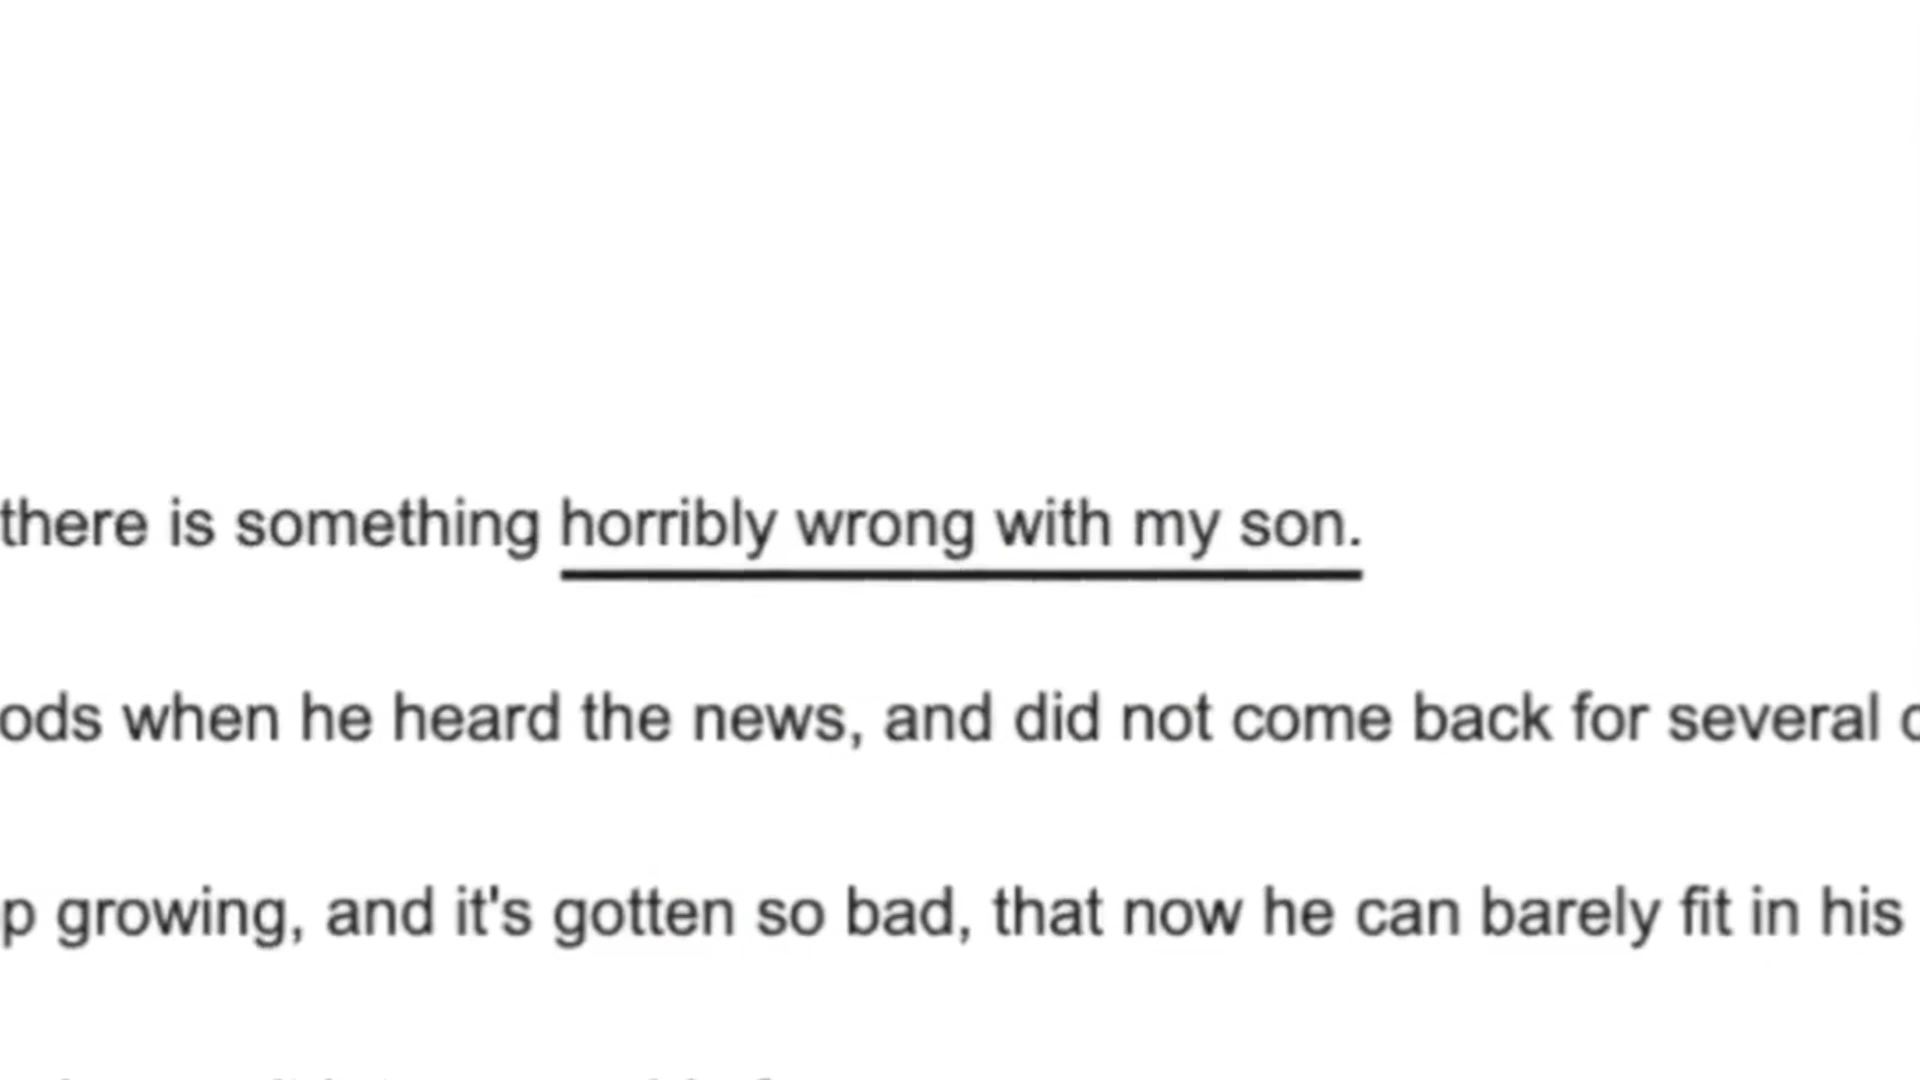 there is something horribly wrong with my son.
ods when he heard the news, and did not come back for several
p growing, and it's gotten so bad, that now he can barely fit in his